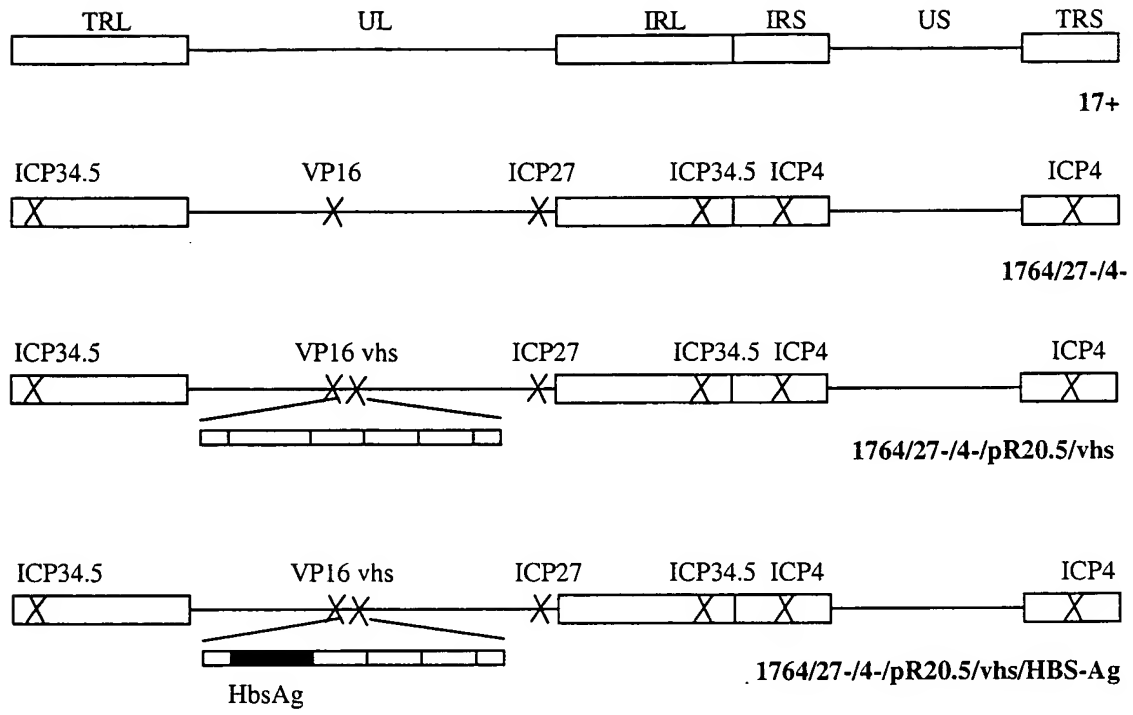 TRL UL IRL IRS US TRS
17+
ICP34.5 VP16 ICP27 ICP34.5 ICP4 ICP4
1764/27-/4-
ICP34.5 VP16 vhs ICP27 ICP34.5 ICP4 ICP4
1764/27-/4-/pR20.5/vhs
ICP34.5 VP16 vhs ICP27 ICP34.5 ICP4 ICP4
1764/27-/4-/pR20.5/vhs/HBS-Ag
HbsAg